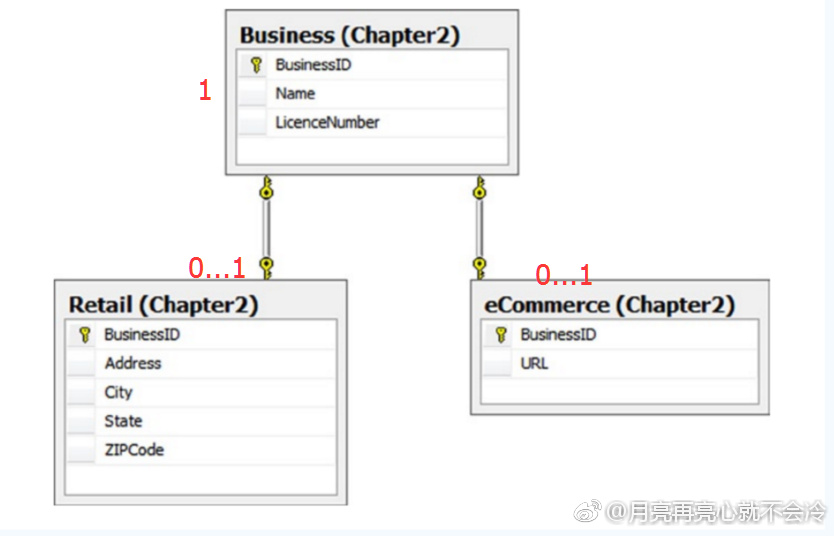 Business (Chapter2)
BusinessID
1
Name
LicenceNumber
0...1
0...1
Retail (Chapter2)
BusinessID
Address
City
State
ZIPCode
eCommerce (Chapter2)
BusinessID
URL
@月亮再亮心就不会冷